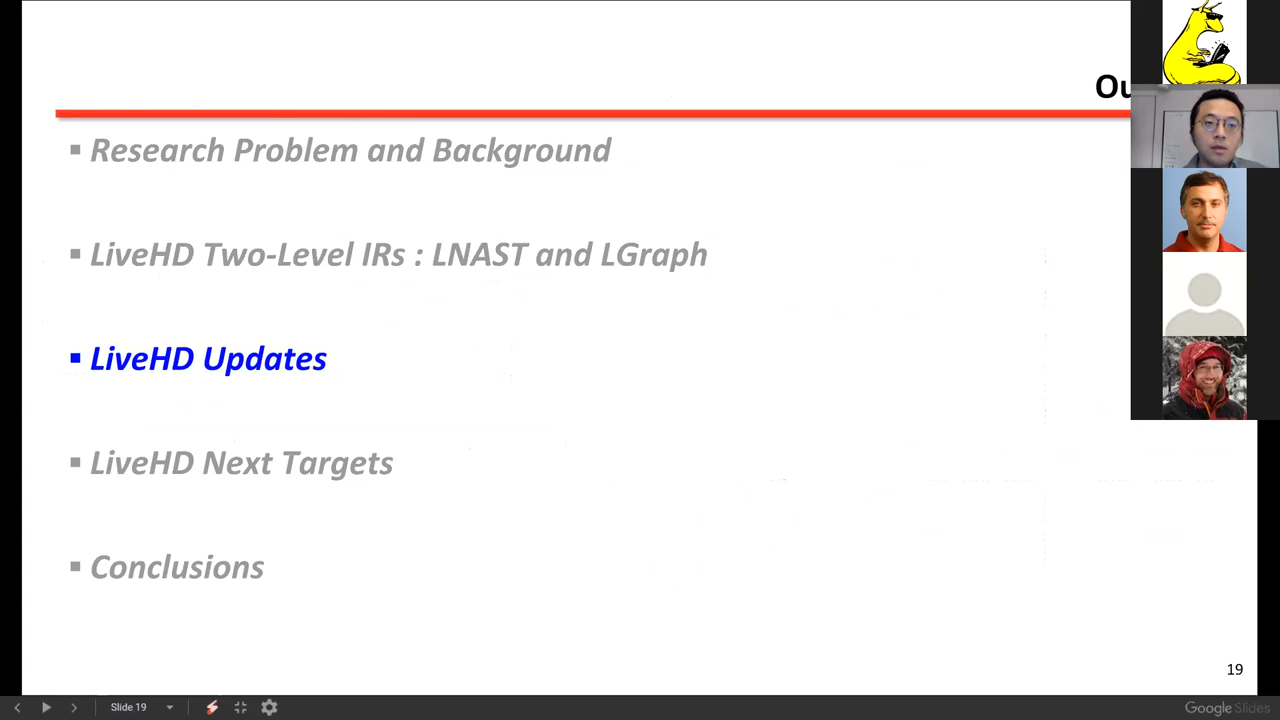 Ou
▪ Research Problem and Background
▪ LiveHD Two-Level IRs : LNAST and LGraph
▪ LiveHD Updates
▪ LiveHD Next Targets
▪ Conclusions
19
Slide 19
Google Slides